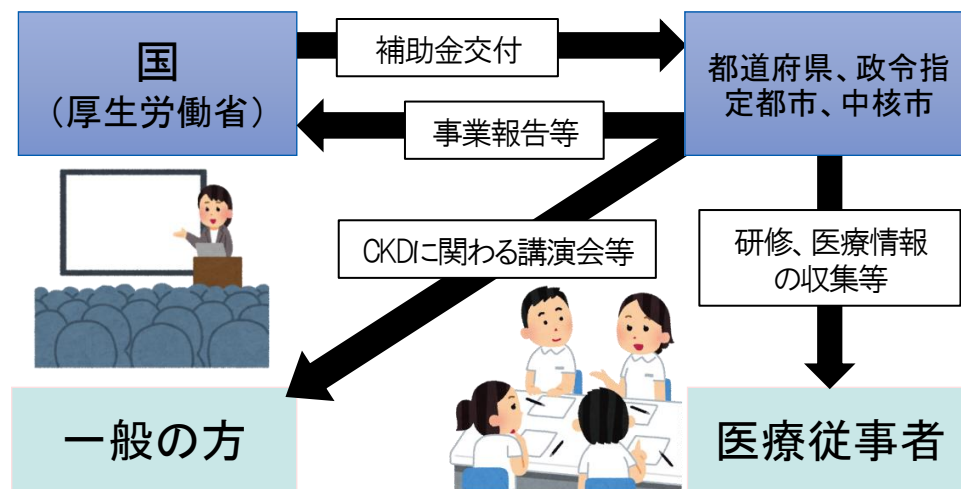 国
（厚生労働省）
補助金交付
都道府県、政令指
定都市、中核市
事業報告等
CKDに関わる講演会等
研修、医療情報
の収集等
一般の方
医療従事者